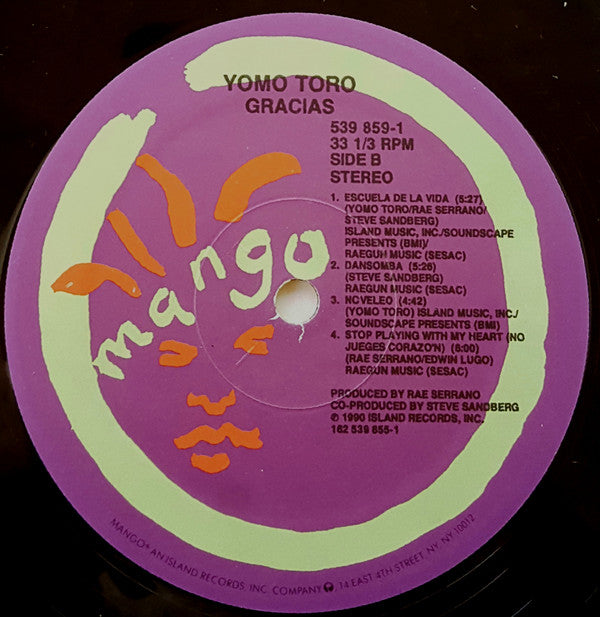 YOMO TORO
GRACIAS
539 859-1
33 1/3 RPM
SIDE B
STEREO
1. ESCUELA DE LA VIDA (5:27)
(YOMO TORO/RAE SERRANO/
STEVE SANDBERG)
ISLAND MUSIC, INC./SOUNDSCAPE
PRESENTS (BMI)/
RAEGUN MUSIC (SESAC)
2. DANSOMBA (5:26)
(STEVE SANDBERG)
RAEGUN MUSIC (SESAC)
3. NOVELEO (4:42)
(YOMO TORO) ISLAND MUSIC, INC./
SOUNDSCAPE PRESENTS (BMI)
4. STOP PLAYING WITH MY HEART (NO
JUEGES CORAZO'N) (6:00)
(RAE SERRANO/EDWIN LUGO)
RAEGUN MUSIC (SESAC)
PRODUCED BY RAE SERRANO
CO-PRODUCED BY STEVE SANDBERG
℗ 1990 ISLAND RECORDS, INC.
162 539 855-1
mango
MANGO • AN ISLAND RECORDS, INC. COMPANY, 14 EAST 4TH STREET, NY, NY 10012